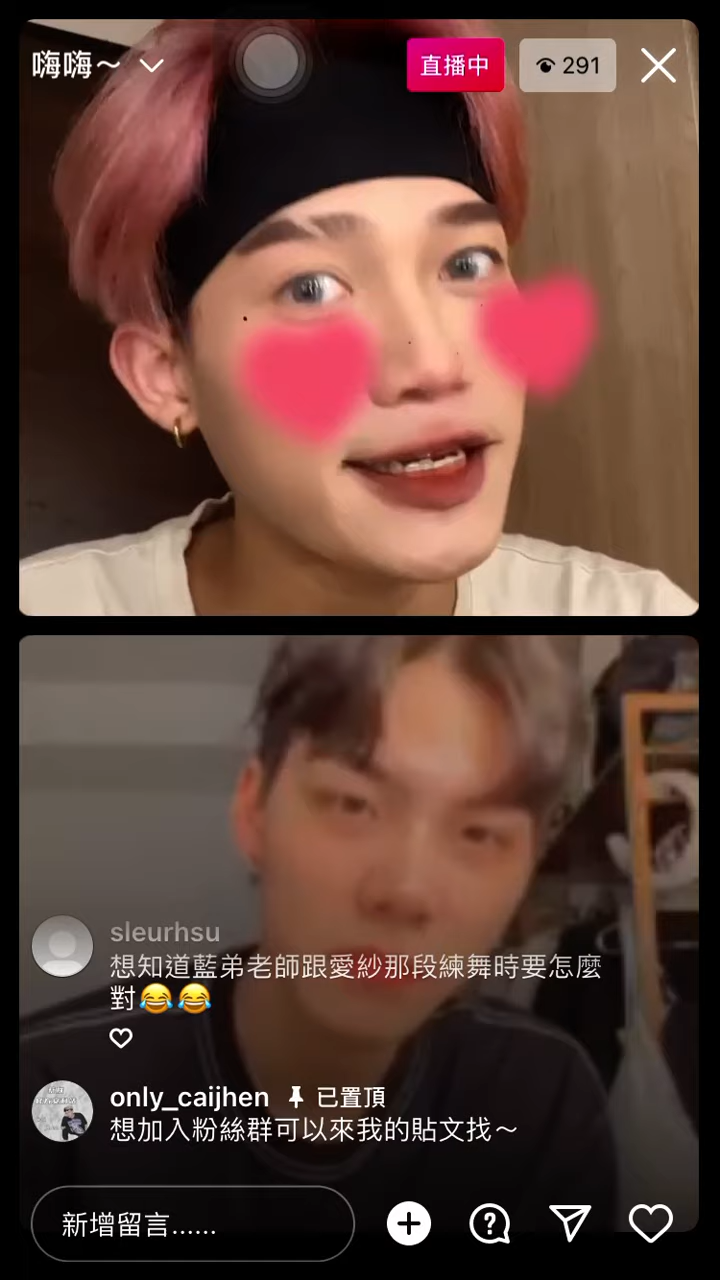 嗨嗨～
直播中
291
sleurhsu
想知道藍弟老師跟愛紗那段練舞時要怎麼
對😂😂
only_caijhen 已置頂
想加入粉絲群可以來我的貼文找～
新增留言......